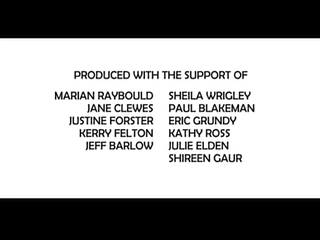 PRODUCED WITH THE SUPPORT OF
MARIAN RAYBOULD SHEILA WRIGLEY
JANE CLEWES PAUL BLAKEMAN
JUSTINE FORSTER ERIC GRUNDY
KERRY FELTON KATHY ROSS
JEFF BARLOW JULIE ELDEN
SHIREEN GAUR